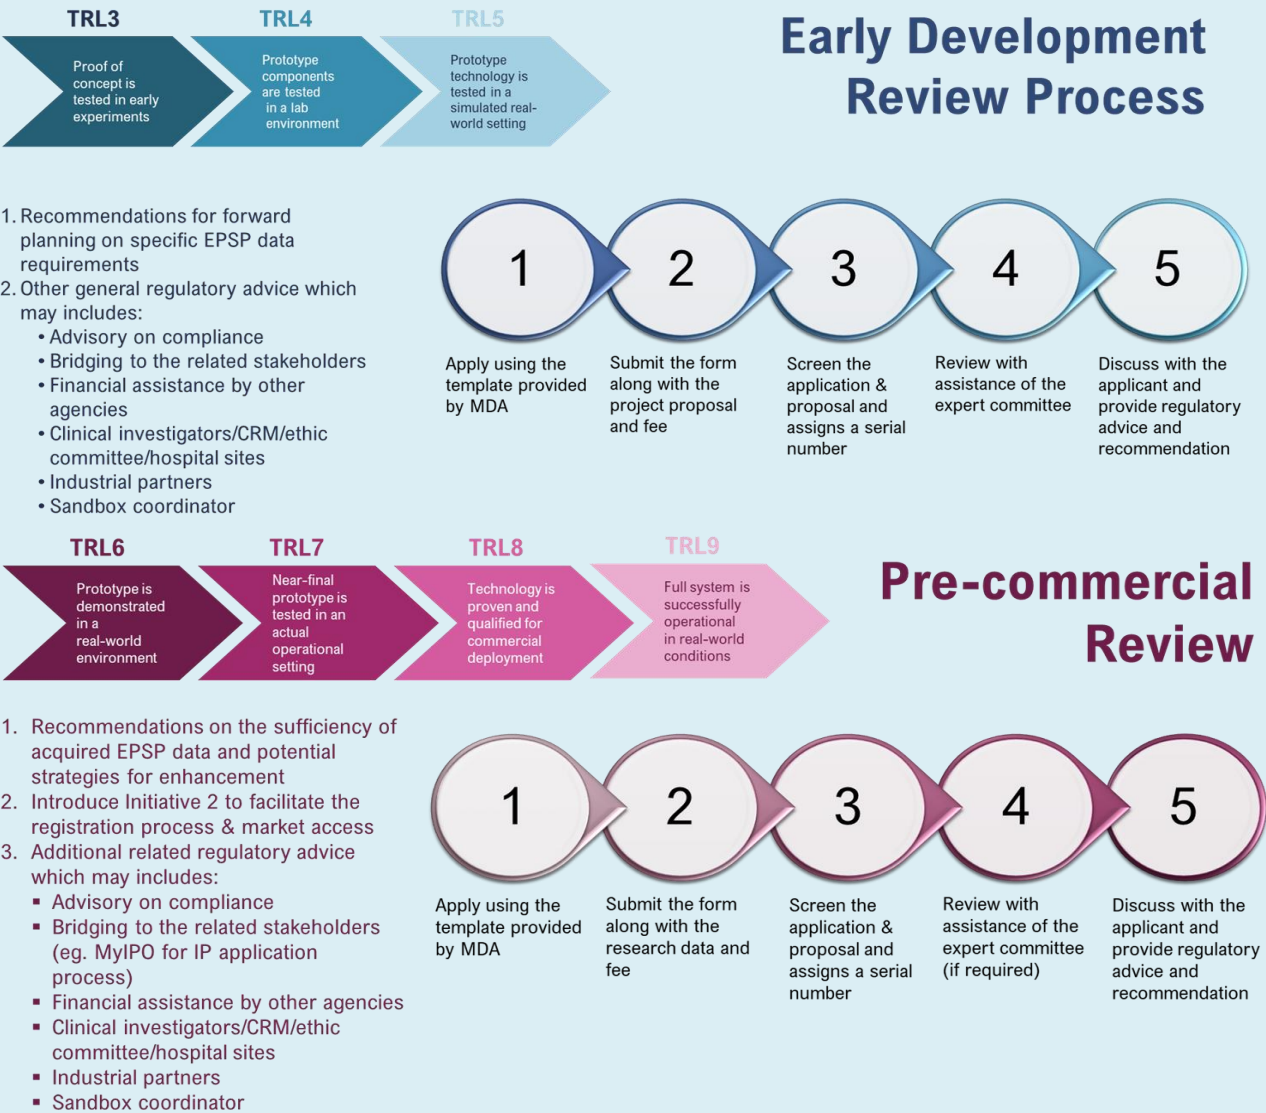 TRL3
TRL4
TRL5
Early Development
Review Process
Proof of
concept is
tested in early
experiments
Prototype
components
are tested
in a lab
environment
Prototype
technology is
tested in a
simulated real-
world setting
1. Recommendations for forward
planning on specific EPSP data
requirements
2. Other general regulatory advice which
may includes:
• Advisory on compliance
• Bridging to the related stakeholders
• Financial assistance by other
agencies
• Clinical investigators/CRM/ethic
committee/hospital sites
• Industrial partners
• Sandbox coordinator
1
2
3
4
5
Apply using the
template provided
by MDA
Submit the form
along with the
project proposal
and fee
Screen the
application &
proposal and
assigns a serial
number
Review with
assistance of the
expert committee
Discuss with the
applicant and
provide regulatory
advice and
recommendation
TRL6
TRL7
TRL8
TRL9
Pre-commercial
Review
Prototype is
demonstrated
in a
real-world
environment
Near-final
prototype is
tested in an
actual
operational
setting
Technology is
proven and
qualified for
commercial
deployment
Full system is
successfully
operational
in real-world
conditions
1. Recommendations on the sufficiency of
acquired EPSP data and potential
strategies for enhancement
2. Introduce Initiative 2 to facilitate the
registration process & market access
3. Additional related regulatory advice
which may includes:
▪ Advisory on compliance
▪ Bridging to the related stakeholders
(eg. MyIPO for IP application
process)
▪ Financial assistance by other agencies
▪ Clinical investigators/CRM/ethic
committee/hospital sites
▪ Industrial partners
▪ Sandbox coordinator
1
2
3
4
5
Apply using the
template provided
by MDA
Submit the form
along with the
research data and
fee
Screen the
application &
proposal and
assigns a serial
number
Review with
assistance of the
expert committee
(if required)
Discuss with the
applicant and
provide regulatory
advice and
recommendation